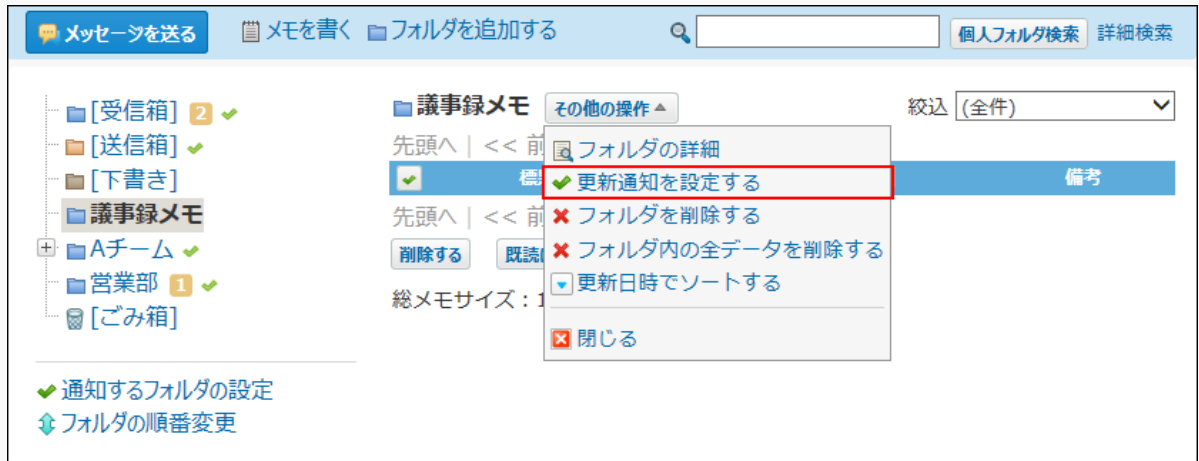 メッセージを送る メモを書く フォルダを追加する 個人フォルダ検索 詳細検索
[受信箱] 2
[送信箱]
[下書き]
議事録メモ
Aチーム
営業部 1
[ごみ箱]
通知するフォルダの設定
フォルダの順番変更
議事録メモ その他の操作 絞込 (全件)
先頭へ | << 前
標 備考
先頭へ | << 前
削除する 既読
総メモサイズ：1
フォルダの詳細
更新通知を設定する
フォルダを削除する
フォルダ内の全データを削除する
更新日時でソートする
閉じる